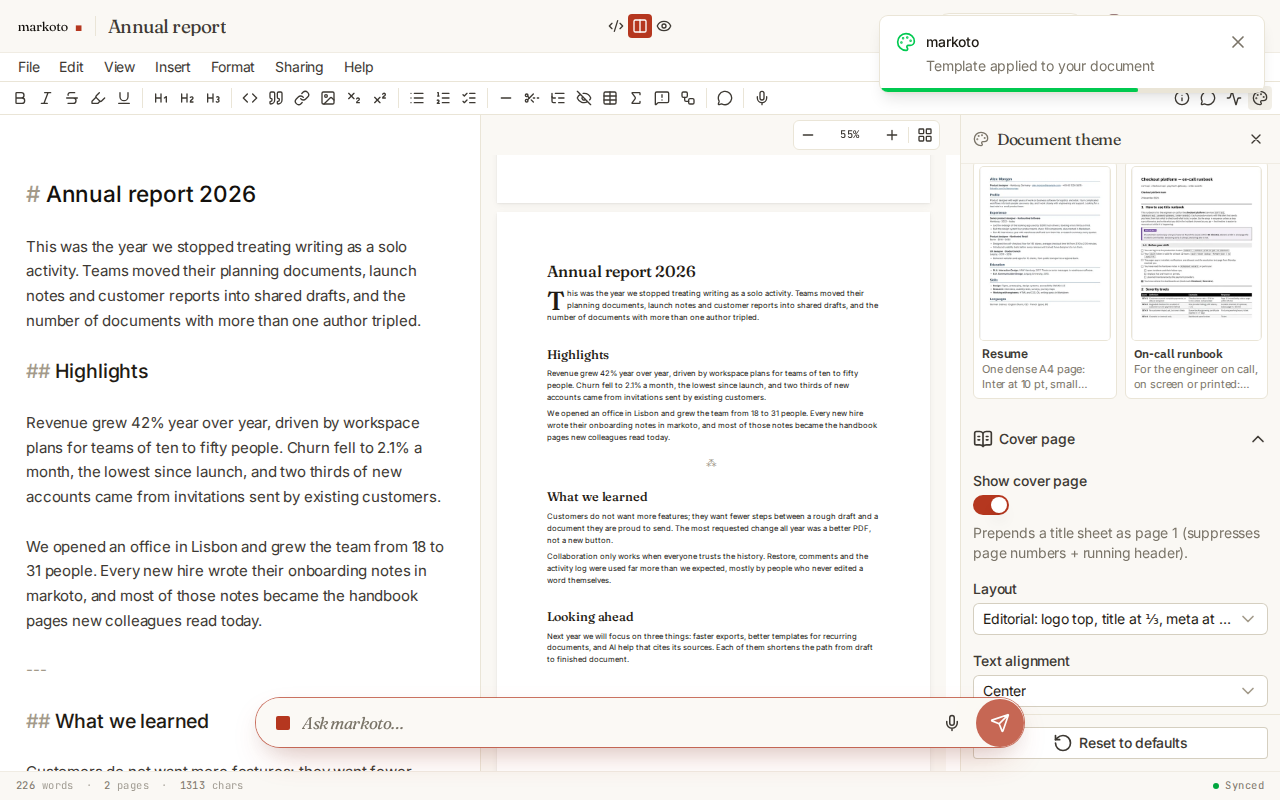 markoto
Annual report
markoto
Template applied to your document
File Edit View Insert Format Sharing Help
H1 H2 H3
55%
Document theme
# Annual report 2026
This was the year we stopped treating writing as a solo
activity. Teams moved their planning documents, launch
notes and customer reports into shared drafts, and the
number of documents with more than one author tripled.
## Highlights
Revenue grew 42% year over year, driven by workspace
plans for teams of ten to fifty people. Churn fell to 2.1% a
month, the lowest since launch, and two thirds of new
accounts came from invitations sent by existing customers.
We opened an office in Lisbon and grew the team from 18 to
31 people. Every new hire wrote their onboarding notes in
markoto, and most of those notes became the handbook
pages new colleagues read today.
---
## What we learned
Customers do not want more features; they want fewer
Annual report 2026
This was the year we stopped treating writing as a solo activity. Teams moved their
planning documents, launch notes and customer reports into shared drafts, and the
number of documents with more than one author tripled.
Highlights
Revenue grew 42% year over year, driven by workspace plans for teams of ten to fifty
people. Churn fell to 2.1% a month, the lowest since launch, and two thirds of new
accounts came from invitations sent by existing customers.
We opened an office in Lisbon and grew the team from 18 to 31 people. Every new hire
wrote their onboarding notes in markoto, and most of those notes became the handbook
pages new colleagues read today.
⁂
What we learned
Customers do not want more features; they want fewer steps between a rough draft and a
document they are proud to send. The most requested change all year was a better PDF,
not a new button.
Collaboration only works when everyone trusts the history. Restore, comments and the
activity log were used far more than we expected, mostly by people who never edited a
word themselves.
Looking ahead
Next year we will focus on three things: faster exports, better templates for recurring
documents, and AI help that cites its sources. Each of them shortens the path from draft
to finished document.
Alex Morgan
Profile
Experience
Education
Skills
Languages
Checkout platform — on-call runbook
Resume
One dense A4 page:
Inter at 10 pt, small...
On-call runbook
For the engineer on call,
on screen or printed:...
Cover page
Show cover page
Prepends a title sheet as page 1 (suppresses
page numbers + running header).
Layout
Editorial: logo top, title at ⅓, meta at ...
Text alignment
Center
Reset to defaults
Ask markoto...
226 words · 2 pages · 1313 chars
Synced